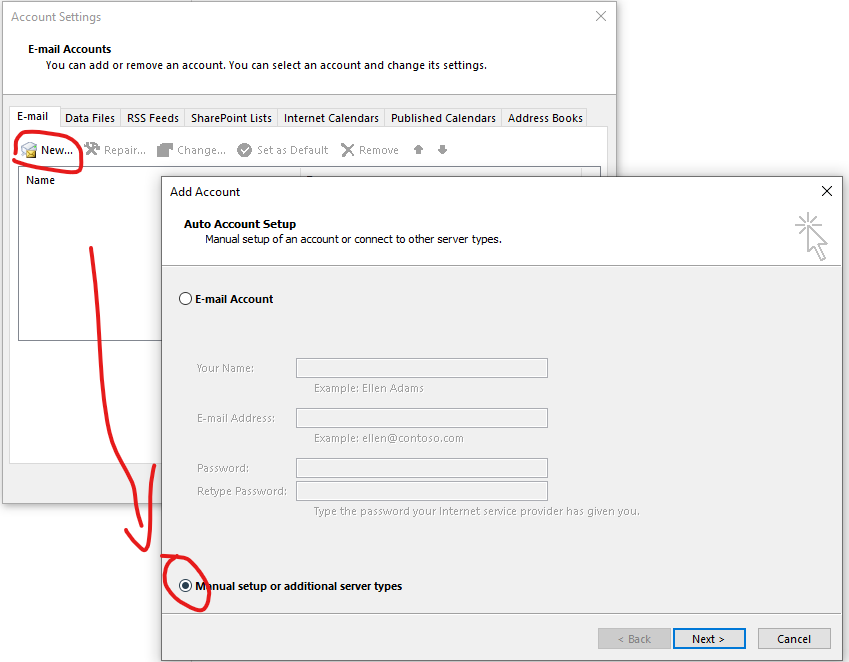 Account Settings
E-mail Accounts
You can add or remove an account. You can select an account and change its settings.
E-mail Data Files RSS Feeds SharePoint Lists Internet Calendars Published Calendars Address Books
New... Repair... Change... Set as Default Remove
Name
Add Account
Auto Account Setup
Manual setup of an account or connect to other server types.
E-mail Account
Your Name:
Example: Ellen Adams
E-mail Address:
Example: ellen@contoso.com
Password:
Retype Password:
Type the password your Internet service provider has given you.
Manual setup or additional server types
< Back Next > Cancel